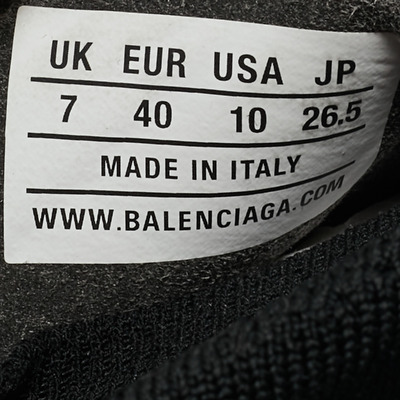 UK EUR USA JP
7 40 10 26.5
MADE IN ITALY
WWW.BALENCIAGA.COM